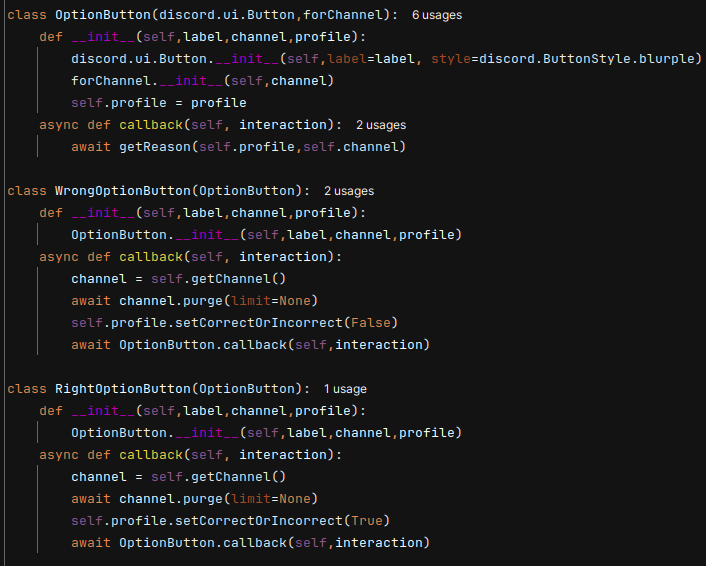 class OptionButton(discord.ui.Button,forChannel): 6 usages
    def __init__(self,label,channel,profile):
        discord.ui.Button.__init__(self,label=label, style=discord.ButtonStyle.blurple)
        forChannel.__init__(self,channel)
        self.profile = profile
    async def callback(self, interaction): 2 usages
        await getReason(self.profile,self.channel)

class WrongOptionButton(OptionButton): 2 usages
    def __init__(self,label,channel,profile):
        OptionButton.__init__(self,label,channel,profile)
    async def callback(self, interaction):
        channel = self.getChannel()
        await channel.purge(limit=None)
        self.profile.setCorrectOrIncorrect(False)
        await OptionButton.callback(self,interaction)

class RightOptionButton(OptionButton): 1 usage
    def __init__(self,label,channel,profile):
        OptionButton.__init__(self,label,channel,profile)
    async def callback(self, interaction):
        channel = self.getChannel()
        await channel.purge(limit=None)
        self.profile.setCorrectOrIncorrect(True)
        await OptionButton.callback(self,interaction)